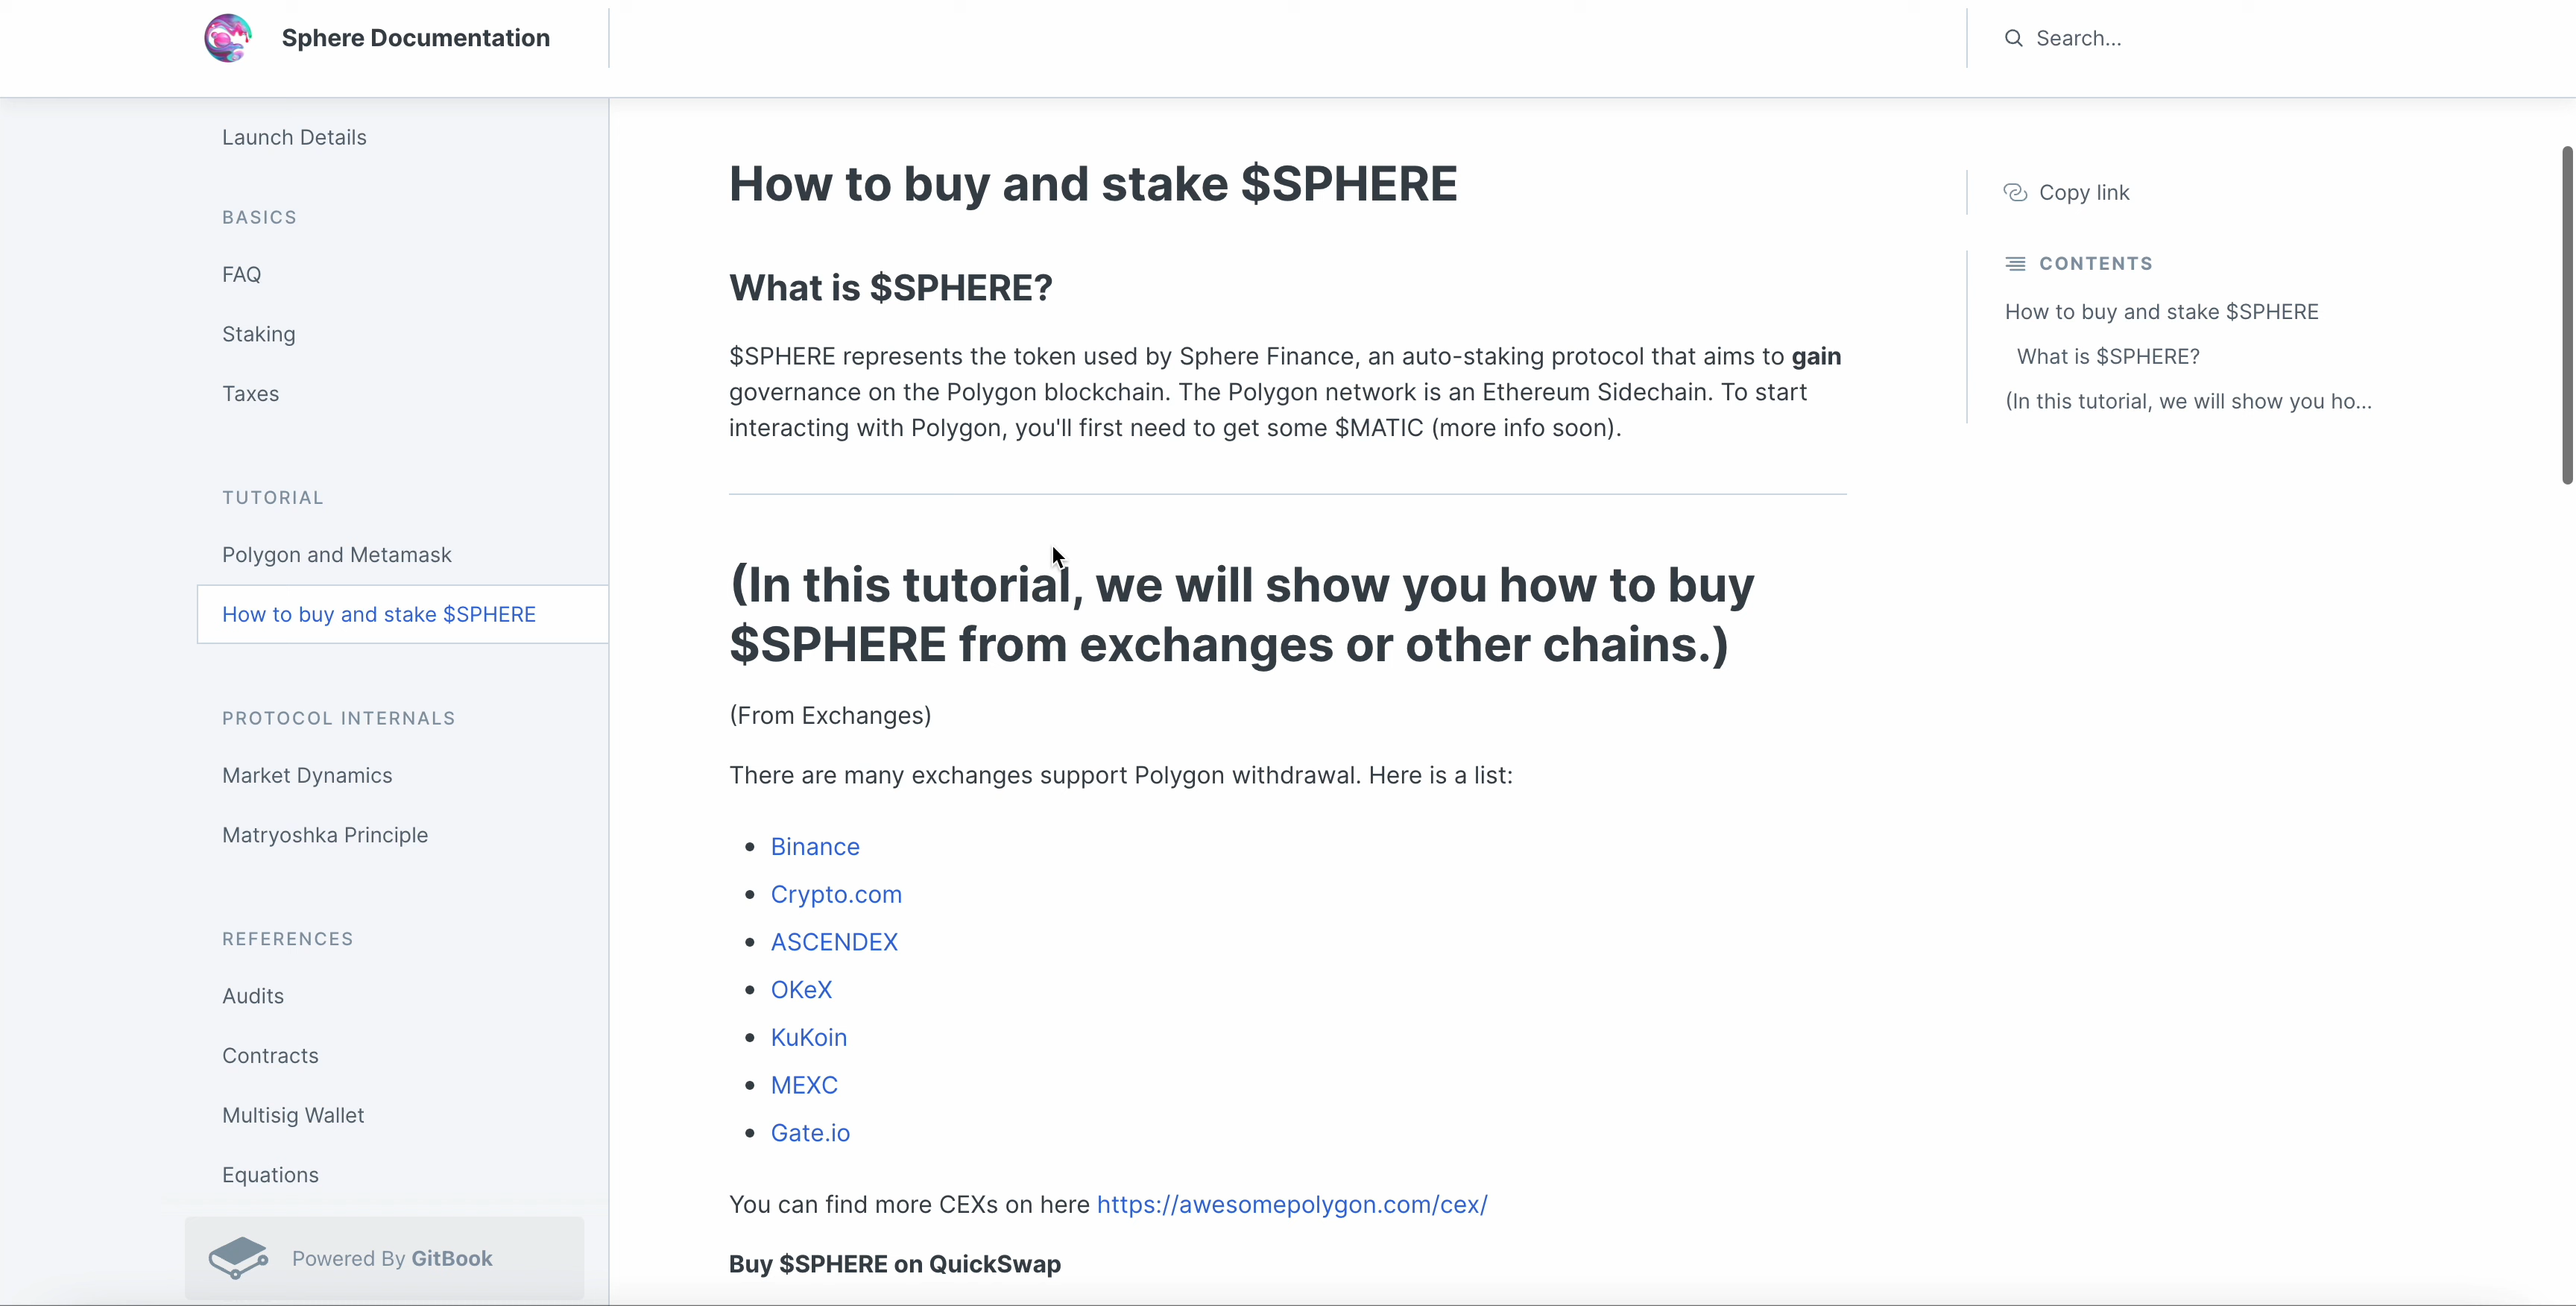 Sphere Documentation
Search...
Launch Details
BASICS
FAQ
Staking
Taxes
TUTORIAL
Polygon and Metamask
How to buy and stake $SPHERE
PROTOCOL INTERNALS
Market Dynamics
Matryoshka Principle
REFERENCES
Audits
Contracts
Multisig Wallet
Equations
Powered By GitBook
How to buy and stake $SPHERE
What is $SPHERE?
$SPHERE represents the token used by Sphere Finance, an auto-staking protocol that aims to gain
governance on the Polygon blockchain. The Polygon network is an Ethereum Sidechain. To start
interacting with Polygon, you'll first need to get some $MATIC (more info soon).
(In this tutorial, we will show you how to buy
$SPHERE from exchanges or other chains.)
(From Exchanges)
There are many exchanges support Polygon withdrawal. Here is a list:
• Binance
• Crypto.com
• ASCENDEX
• OKeX
• KuKoin
• MEXC
• Gate.io
You can find more CEXs on here https://awesomepolygon.com/cex/
Buy $SPHERE on QuickSwap
Copy link
CONTENTS
How to buy and stake $SPHERE
What is $SPHERE?
(In this tutorial, we will show you ho...